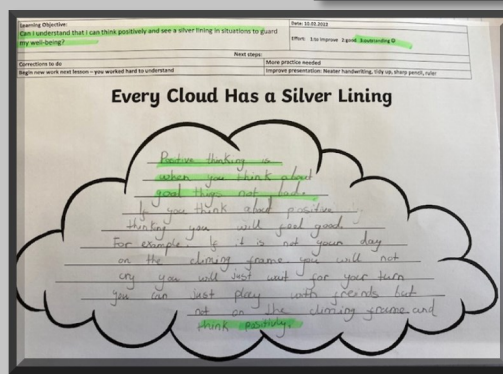 Learning Objective:
Can I understand that I can think positively and see a silver lining in situations to guard
my well-being?
Date: 10.02.2023
Effort: 1:to improve 2:good 3:outstanding
Next steps:
Corrections to do
More practice needed
Begin new work next lesson – you worked hard to understand
Improve presentation: Neater handwriting, tidy up, sharp pencil, ruler
Every Cloud Has a Silver Lining
Positive thinking is
when you think about
good thigs not bad.
If you think about positive
thinking you will feel good.
For example If it is not your day
on the climing frame you will not
cry you will just wait for your turn
you can just play with freinds but
not on the climing frame and
think positivly.